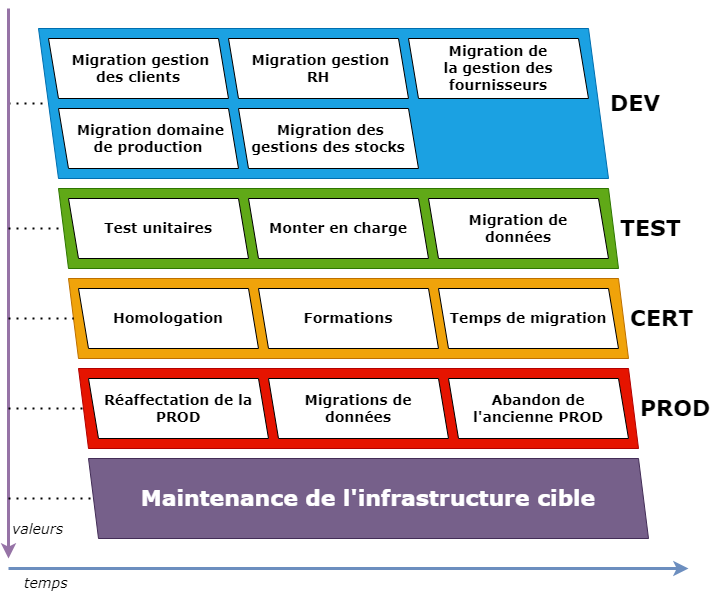 Migration gestion
des clients
Migration gestion
RH
Migration de
la gestion des
fournisseurs
Migration domaine
de production
Migration des
gestions des stocks
DEV
Test unitaires
Monter en charge
Migration de
données
TEST
Homologation
Formations
Temps de migration
CERT
Réaffectation de la
PROD
Migrations de
données
Abandon de
l'ancienne PROD
PROD
Maintenance de l'infrastructure cible
valeurs
temps